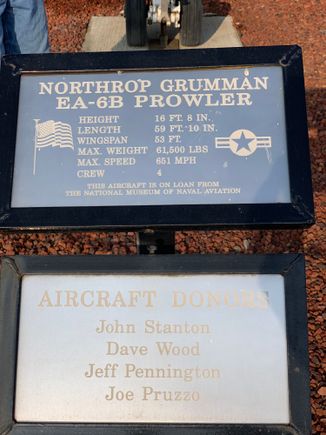 NORTHROP GRUMMAN
EA-6B PROWLER
HEIGHT 16 FT. 8 IN.
LENGTH 59 FT. 10 IN.
WINGSPAN 53 FT.
MAX. WEIGHT 61,500 LBS
MAX. SPEED 651 MPH
CREW 4
THIS AIRCRAFT IS ON LOAN FROM
THE NATIONAL MUSEUM OF NAVAL AVIATION
AIRCRAFT DONORS
John Stanton
Dave Wood
Jeff Pennington
Joe Pruzzo